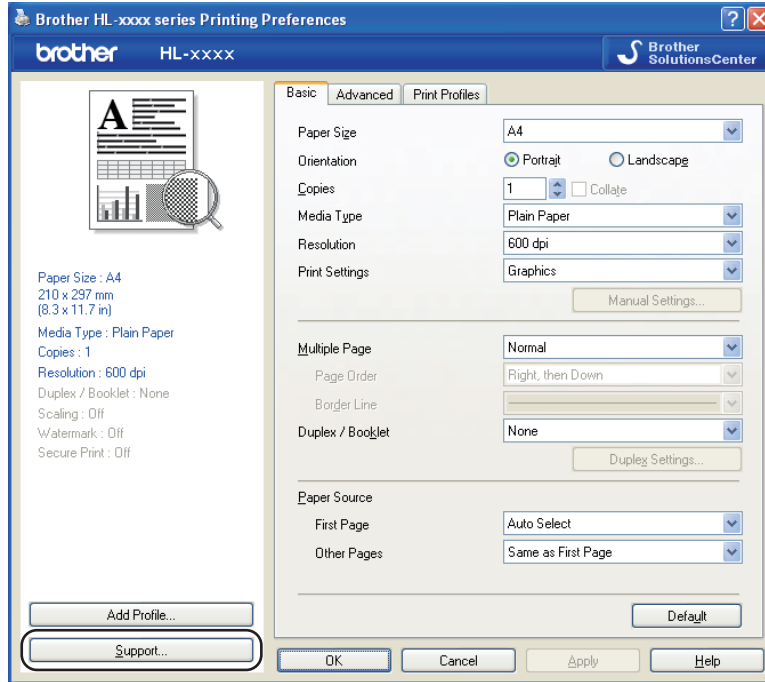 Brother HL-xxxx series Printing Preferences
brother HL-xxxx
Brother
SolutionsCenter
A
Paper Size : A4
210 x 297 mm
(8.3 x 11.7 in)
Media Type : Plain Paper
Copies : 1
Resolution : 600 dpi
Duplex / Booklet : None
Scaling : Off
Watermark : Off
Secure Print : Off
Add Profile...
Support...
Basic Advanced Print Profiles
Paper Size A4
Orientation Portrait Landscape
Copies 1 Collate
Media Type Plain Paper
Resolution 600 dpi
Print Settings Graphics
Manual Settings...
Multiple Page Normal
Page Order Right, then Down
Border Line
Duplex / Booklet None
Duplex Settings...
Paper Source
First Page Auto Select
Other Pages Same as First Page
Default
OK Cancel Apply Help